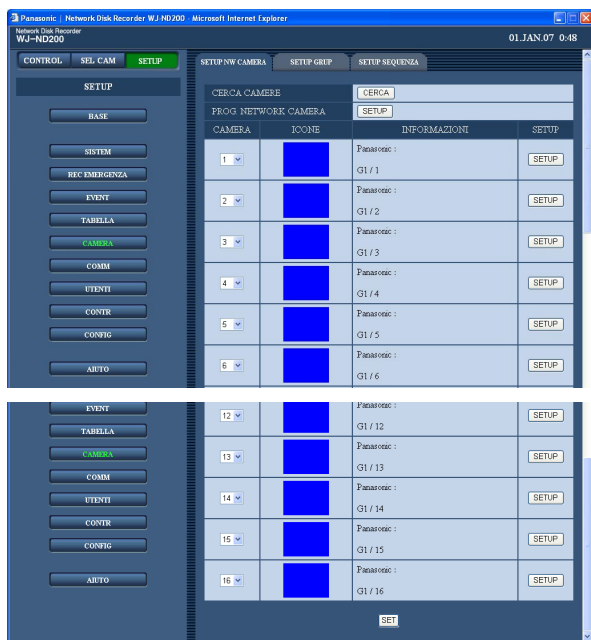 Panasonic | Network Disk Recorder WJ-ND200 - Microsoft Internet Explorer
Network Disk Recorder
WJ-ND200
01.JAN.07 0:48
CONTROL SEL CAM SETUP
SETUP NW CAMERA SETUP GRUP SETUP SEQUENZA
SETUP
BASE
SISTEM
REC EMERGENZA
EVENT
TABELLA
CAMERA
COMM
UTENTI
CONTR
CONFIG
AIUTO
CERCA CAMERE CERCA
PROG. NETWORK CAMERA SETUP
CAMERA ICONE INFORMAZIONI SETUP
1 Panasonic : SETUP
G1 / 1
2 Panasonic : SETUP
G1 / 2
3 Panasonic : SETUP
G1 / 3
4 Panasonic : SETUP
G1 / 4
5 Panasonic : SETUP
G1 / 5
6 Panasonic : SETUP
G1 / 6
EVENT
TABELLA
CAMERA
COMM
UTENTI
CONTR
CONFIG
AIUTO
12 Panasonic : SETUP
G1 / 12
13 Panasonic : SETUP
G1 / 13
14 Panasonic : SETUP
G1 / 14
15 Panasonic : SETUP
G1 / 15
16 Panasonic : SETUP
G1 / 16
SET